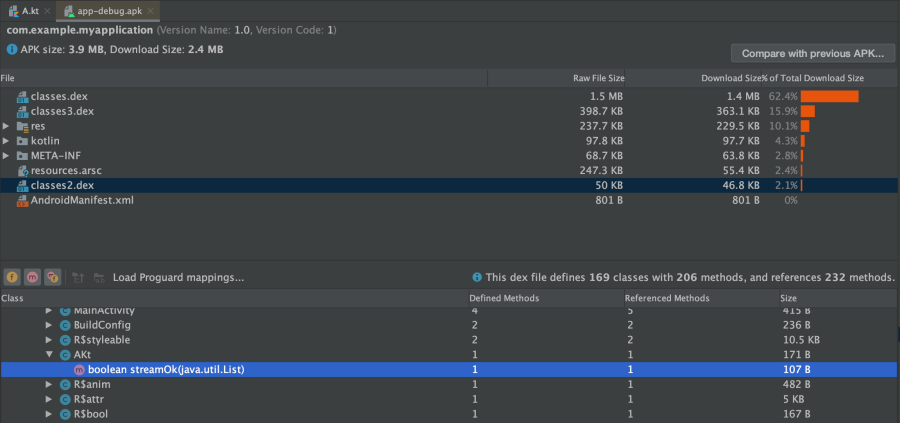 A.kt app-debug.apk
com.example.myapplication (Version Name: 1.0, Version Code: 1)
APK size: 3.9 MB, Download Size: 2.4 MB
Compare with previous APK...
File Raw File Size Download Size% of Total Download Size
classes.dex 1.5 MB 1.4 MB 62.4%
classes3.dex 398.7 KB 363.1 KB 15.9%
res 237.7 KB 229.5 KB 10.1%
kotlin 97.8 KB 97.7 KB 4.3%
META-INF 68.7 KB 63.8 KB 2.8%
resources.arsc 247.3 KB 55.4 KB 2.4%
classes2.dex 50 KB 46.8 KB 2.1%
AndroidManifest.xml 801 B 801 B 0%
Load Proguard mappings... This dex file defines 169 classes with 206 methods, and references 232 methods.
Class Defined Methods Referenced Methods Size
MainActivity 4 5 415 B
BuildConfig 2 2 236 B
R$styleable 2 2 10.5 KB
AKt 1 1 171 B
boolean streamOk(java.util.List) 1 1 107 B
R$anim 1 1 482 B
R$attr 1 1 5 KB
R$bool 1 1 167 B